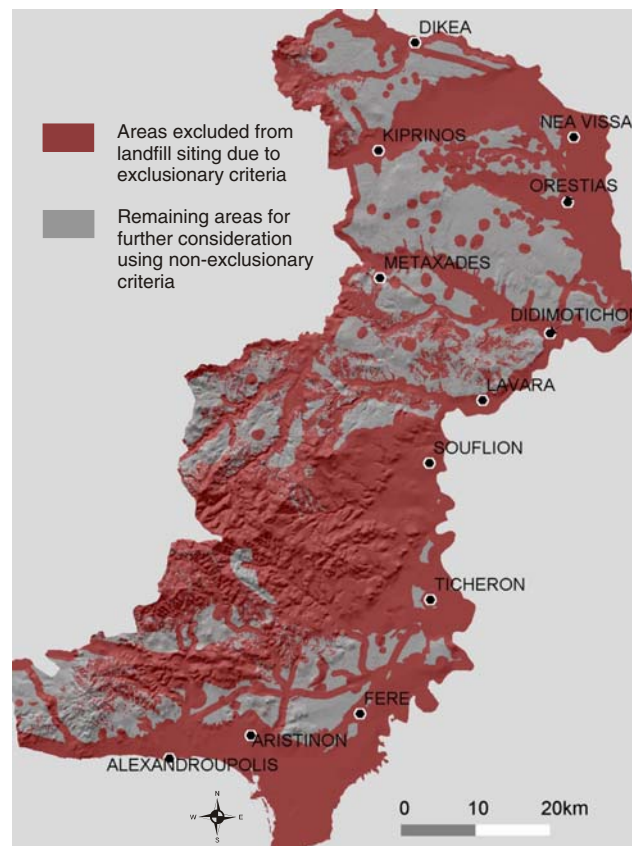 DIKEA
Areas excluded from
landfill siting due to
exclusionary criteria
KIPRINOS
NEA VISSA
ORESTIAS
Remaining areas for
further consideration
using non-exclusionary
criteria
METAXADES
DIDIMOTICHON
LAVARA
SOUFLION
TICHERON
FERE
ARISTINON
ALEXANDROUPOLIS
N
W E
S
0 10 20km